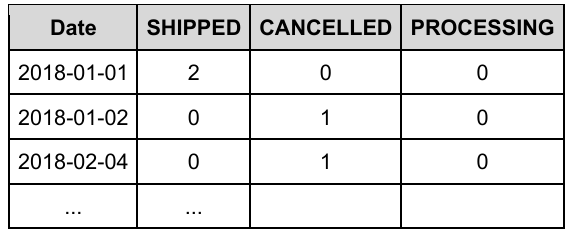 Date SHIPPED CANCELLED PROCESSING
2018-01-01 2 0 0
2018-01-02 0 1 0
2018-02-04 0 1 0
... ...